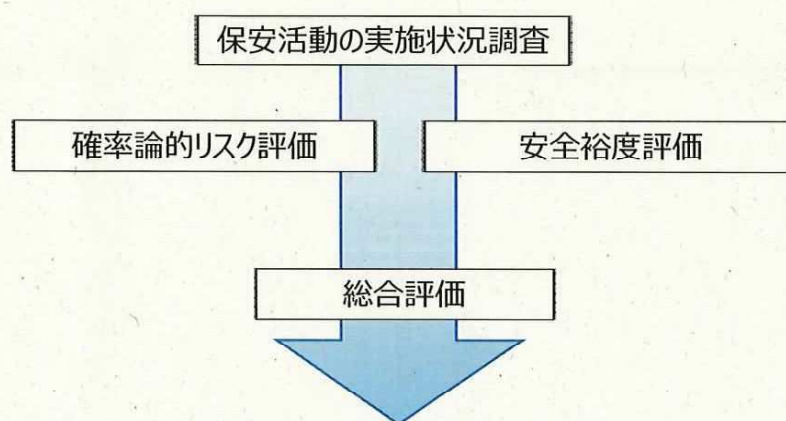 保安活動の実施状況調査
確率論的リスク評価
安全裕度評価
総合評価